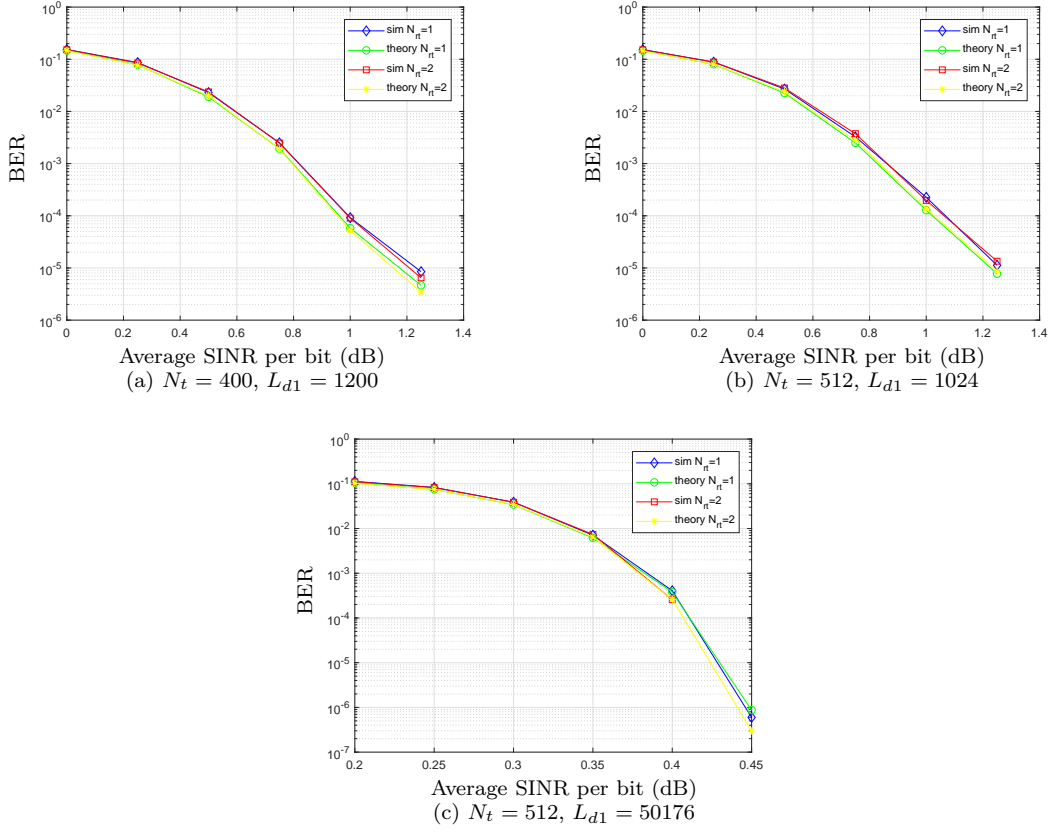 10⁰
10⁻¹
10⁻²
10⁻³
10⁻⁴
10⁻⁵
10⁻⁶
BER
sim N_rt=1
theory N_rt=1
sim N_rt=2
theory N_rt=2
0 0.2 0.4 0.6 0.8 1 1.2 1.4
Average SINR per bit (dB)
(a) N_t = 400, L_d1 = 1200
10⁰
10⁻¹
10⁻²
10⁻³
10⁻⁴
10⁻⁵
10⁻⁶
BER
sim N_rt=1
theory N_rt=1
sim N_rt=2
theory N_rt=2
0 0.2 0.4 0.6 0.8 1 1.2 1.4
Average SINR per bit (dB)
(b) N_t = 512, L_d1 = 1024
10⁰
10⁻¹
10⁻²
10⁻³
10⁻⁴
10⁻⁵
10⁻⁶
10⁻⁷
BER
sim N_rt=1
theory N_rt=1
sim N_rt=2
theory N_rt=2
0.2 0.25 0.3 0.35 0.4 0.45
Average SINR per bit (dB)
(c) N_t = 512, L_d1 = 50176